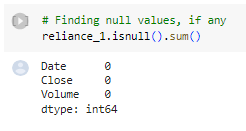 # Finding null values, if any
reliance_1.isnull().sum()
Date      0
Close     0
Volume    0
dtype: int64